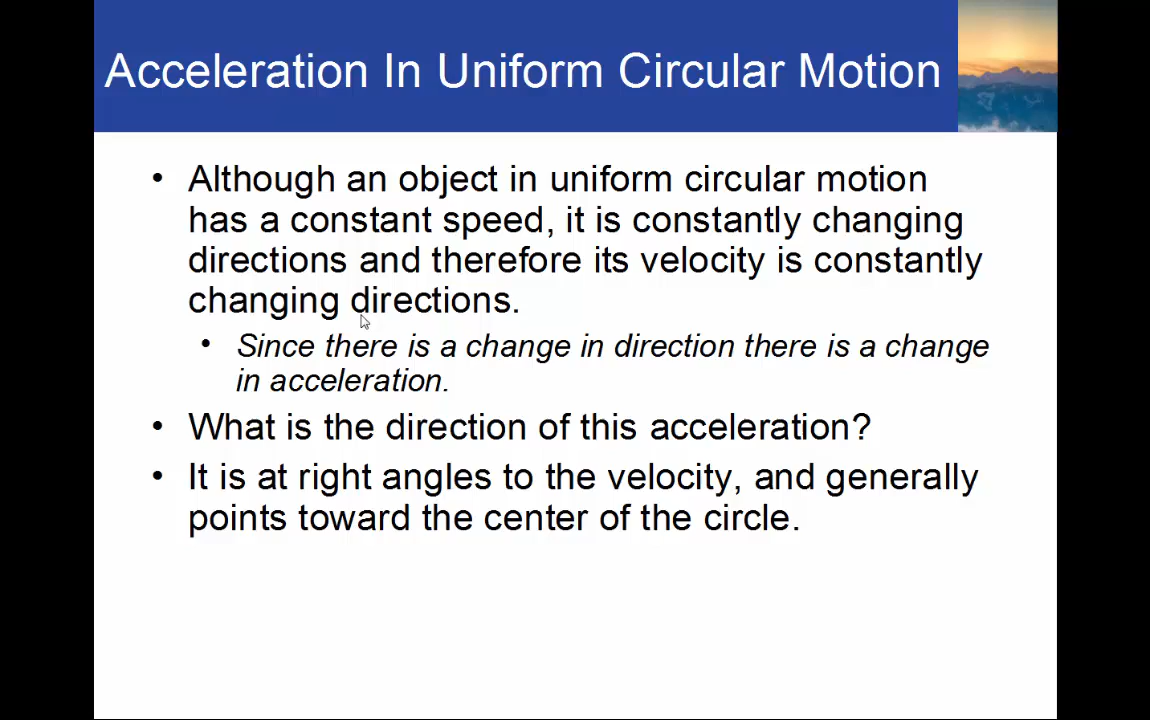 Acceleration In Uniform Circular Motion
• Although an object in uniform circular motion
has a constant speed, it is constantly changing
directions and therefore its velocity is constantly
changing directions.
• Since there is a change in direction there is a change
in acceleration.
• What is the direction of this acceleration?
• It is at right angles to the velocity, and generally
points toward the center of the circle.